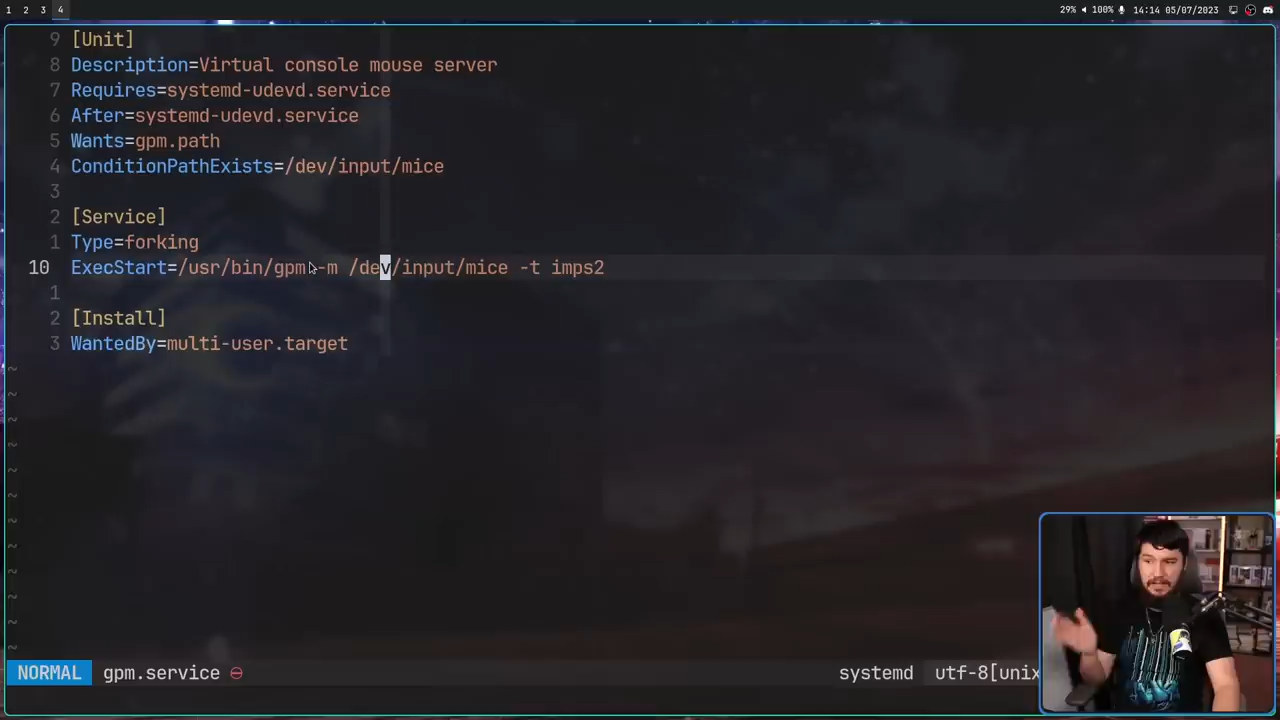 1 2 3 4 29% 100% 14:14 05/07/2023
9 [Unit]
8 Description=Virtual console mouse server
7 Requires=systemd-udevd.service
6 After=systemd-udevd.service
5 Wants=gpm.path
4 ConditionPathExists=/dev/input/mice
3
2 [Service]
1 Type=forking
10 ExecStart=/usr/bin/gpm -m /dev/input/mice -t imps2
1
2 [Install]
3 WantedBy=multi-user.target
~
~
~
~
~
~
~
~
~
~
~
~
NORMAL gpm.service systemd utf-8[unix